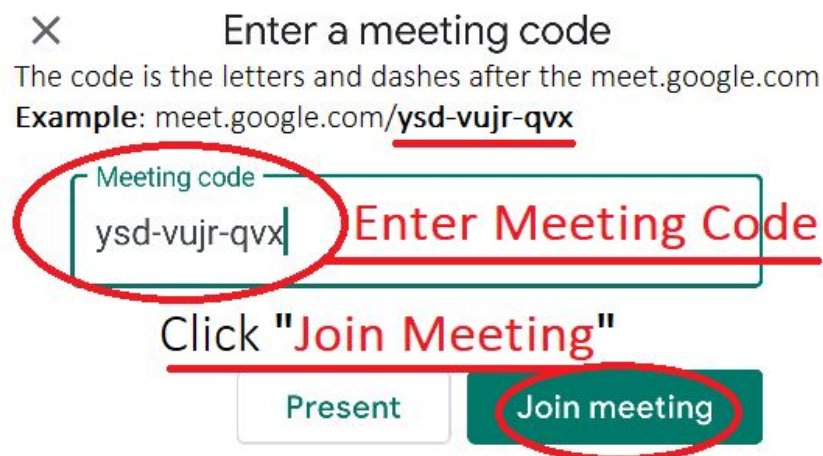 Enter a meeting code
The code is the letters and dashes after the meet.google.com
Example: meet.google.com/ysd-vujr-qvx
Meeting code
ysd-vujr-qvx
Enter Meeting Code
Click "Join Meeting"
Present
Join meeting